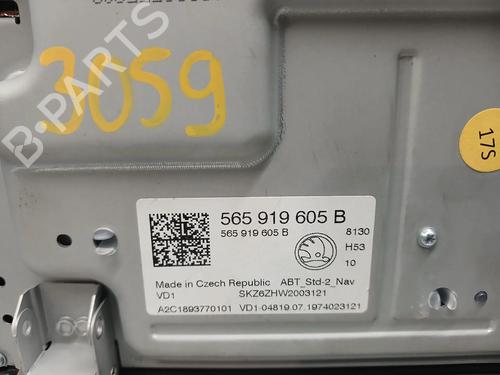 3059
B-PARTS
17S
565 919 605 B
565 919 605 B
8130
H53
10
Made in Czech Republic ABT_Std-2_Nav
VD1 SKZ6ZHW2003121
A2C1893770101 VD1-04819.07.1974023121